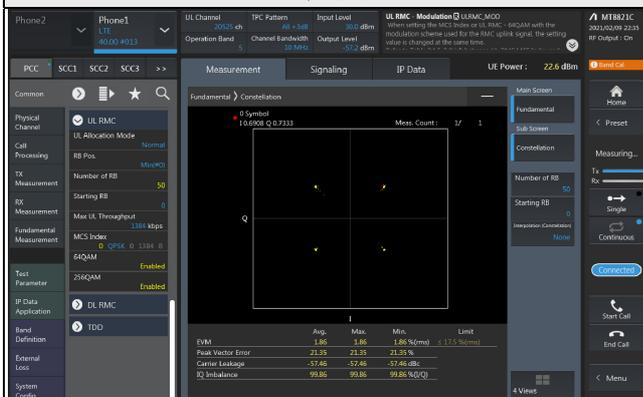 Phone2
Phone1
LTE
40.00 #013
UL Channel
20525 ch
TPC Pattern
All +3dB
Input Level
30.0 dBm
Operation Band
5
Channel Bandwidth
10 MHz
Output Level
-57.2 dBm
UL RMC - Modulation ULRMC_MOD
When setting the MCS Index or UL RMC - 64QAM with the
modulation scheme used for the RMC uplink signal, the setting
value is changed at the same time.
MT8821C
2021/02/09 22:35
RF Output : On
PCC
SCC1
SCC2
SCC3
>>
Measurement
Signaling
IP Data
UE Power : 22.6 dBm
Band Cal
Common
Physical
Channel
Call
Processing
TX
Measurement
RX
Measurement
Fundamental
Measurement
Test
Parameter
IP Data
Application
Band
Definition
External
Loss
System
Config
UL RMC
UL Allocation Mode
Normal
RB Pos.
Min(#0)
Number of RB
50
Starting RB
0
Max UL Throughput
1384 kbps
MCS Index
0 QPSK 0 1384 8
64QAM
Enabled
256QAM
Enabled
DL RMC
TDD
Fundamental > Constellation
0 Symbol
I 0.6908 Q 0.7333
Meas. Count : 1/ 1
Q
I
Avg. Max. Min. Limit
EVM 1.86 1.86 1.86 %(rms) ≤ 17.5 %(rms)
Peak Vector Error 21.35 21.35 21.35 %
Carrier Leakage -57.46 -57.46 -57.46 dBc
IQ Imbalance 99.86 99.86 99.86 %(I/Q)
Main Screen
Fundamental
Sub Screen
Constellation
Number of RB
50
Starting RB
0
Interpolation (Constellation)
None
4 Views
Home
< Preset
Measuring...
Tx
Rx
Single
Continuous
Connected
Start Call
End Call
< Menu